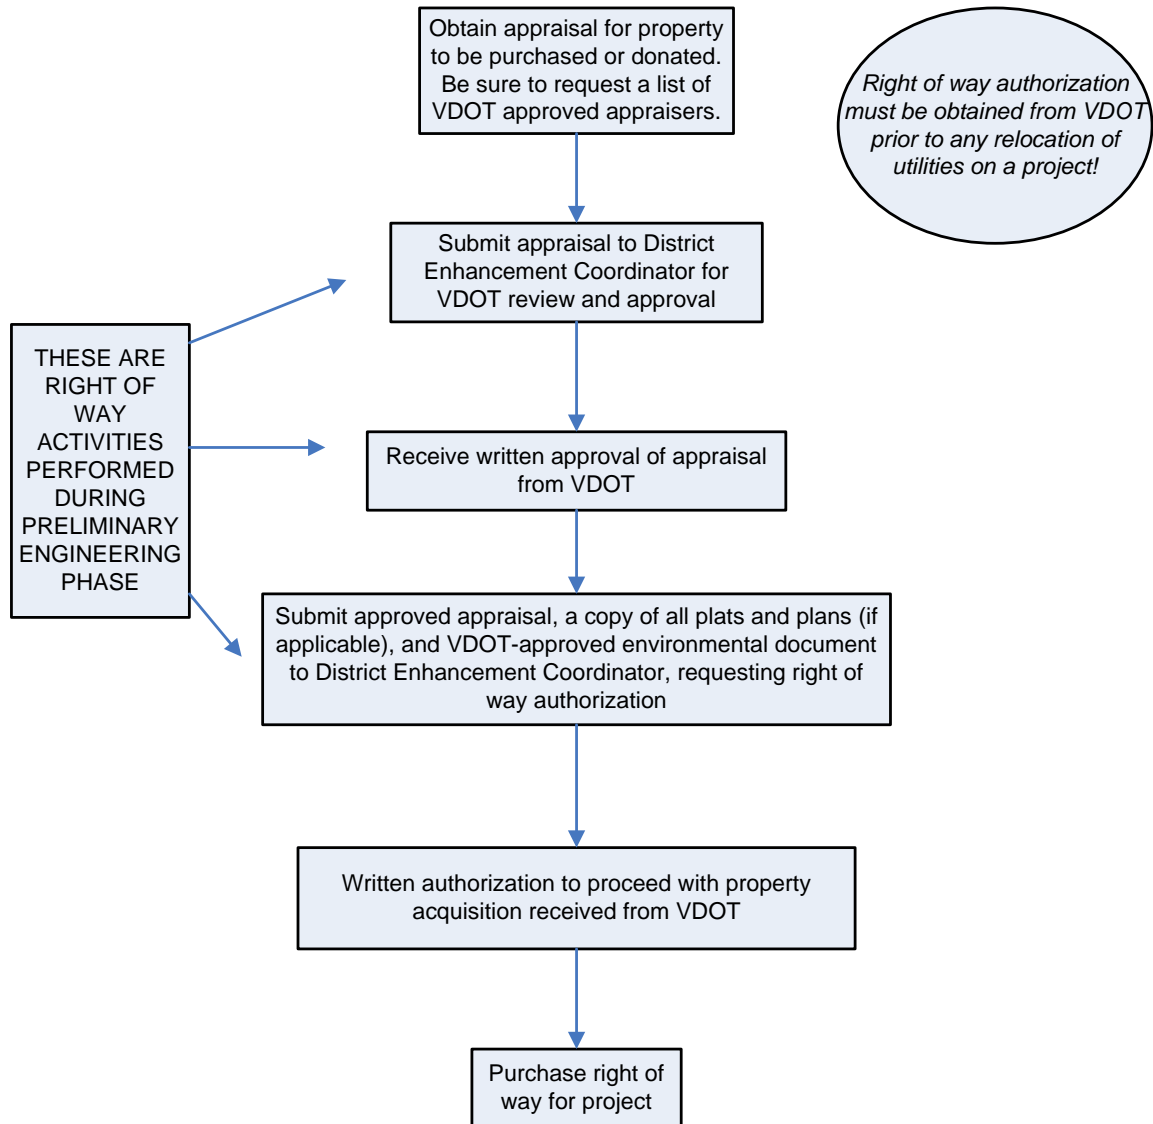 Obtain appraisal for property
to be purchased or donated.
Be sure to request a list of
VDOT approved appraisers.
Right of way authorization
must be obtained from VDOT
prior to any relocation of
utilities on a project!
Submit appraisal to District
Enhancement Coordinator for
VDOT review and approval
THESE ARE
RIGHT OF
WAY
ACTIVITIES
PERFORMED
DURING
PRELIMINARY
ENGINEERING
PHASE
Receive written approval of appraisal
from VDOT
Submit approved appraisal, a copy of all plats and plans (if
applicable), and VDOT-approved environmental document
to District Enhancement Coordinator, requesting right of
way authorization
Written authorization to proceed with property
acquisition received from VDOT
Purchase right of
way for project